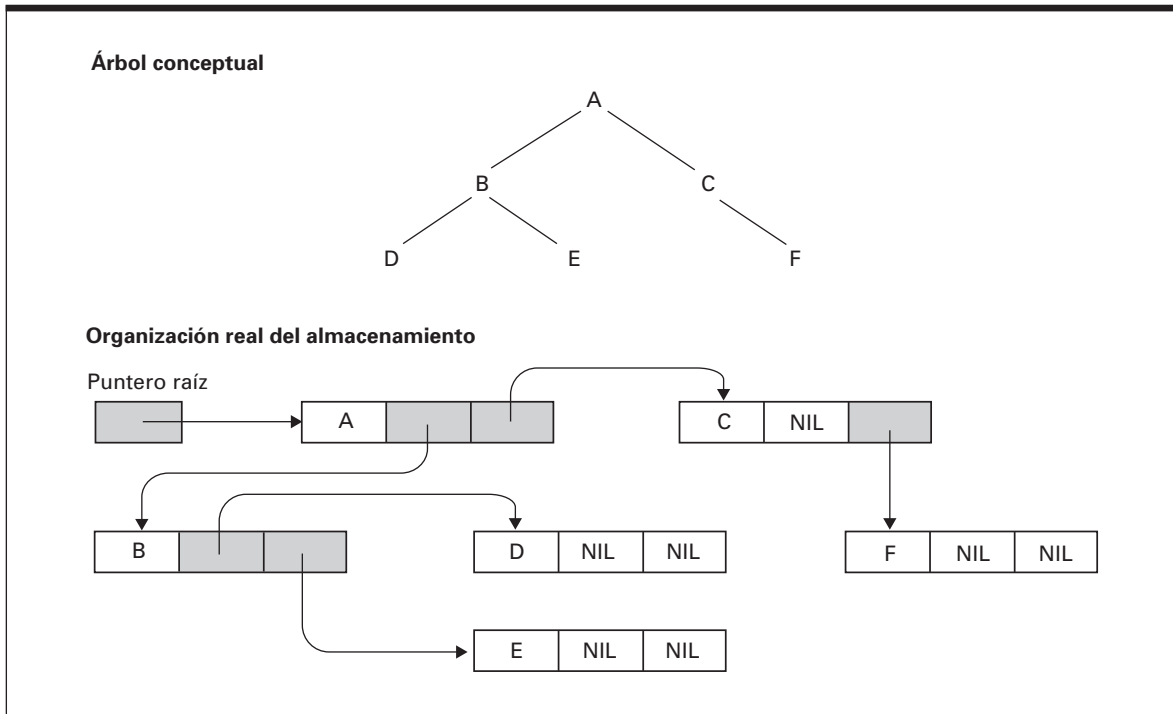 Árbol conceptual
A
B C
D E F
Organización real del almacenamiento
Puntero raíz
A C NIL
B D NIL NIL F NIL NIL
E NIL NIL